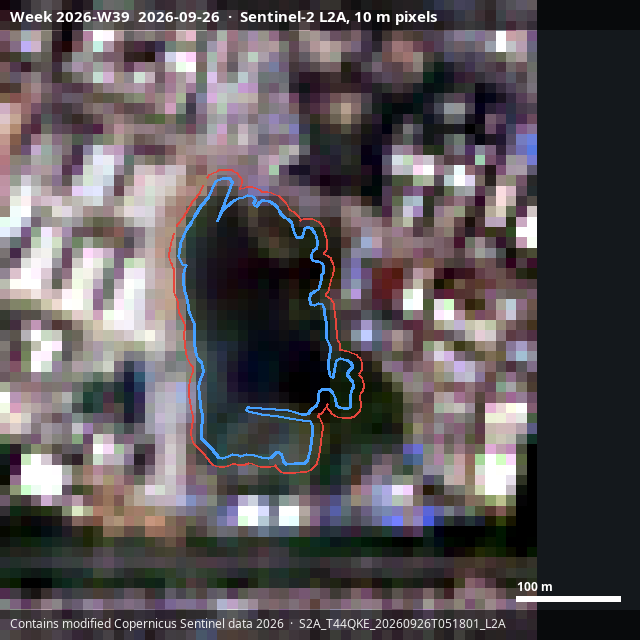 Week 2026-W39  2026-09-26  ·  Sentinel-2 L2A, 10 m pixels
100 m
Contains modified Copernicus Sentinel data 2026  ·  S2A_T44QKE_20260926T051801_L2A